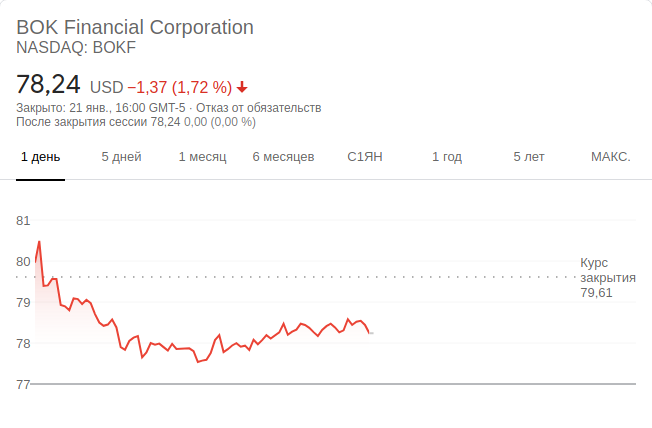 BOK Financial Corporation
NASDAQ: BOKF
78,24 USD −1,37 (1,72 %)
Закрыто: 21 янв., 16:00 GMT-5 · Отказ от обязательств
После закрытия сессии 78,24 0,00 (0,00 %)
1 день 5 дней 1 месяц 6 месяцев С1ЯН 1 год 5 лет МАКС.
81
80
Курс
закрытия
79,61
79
78
77